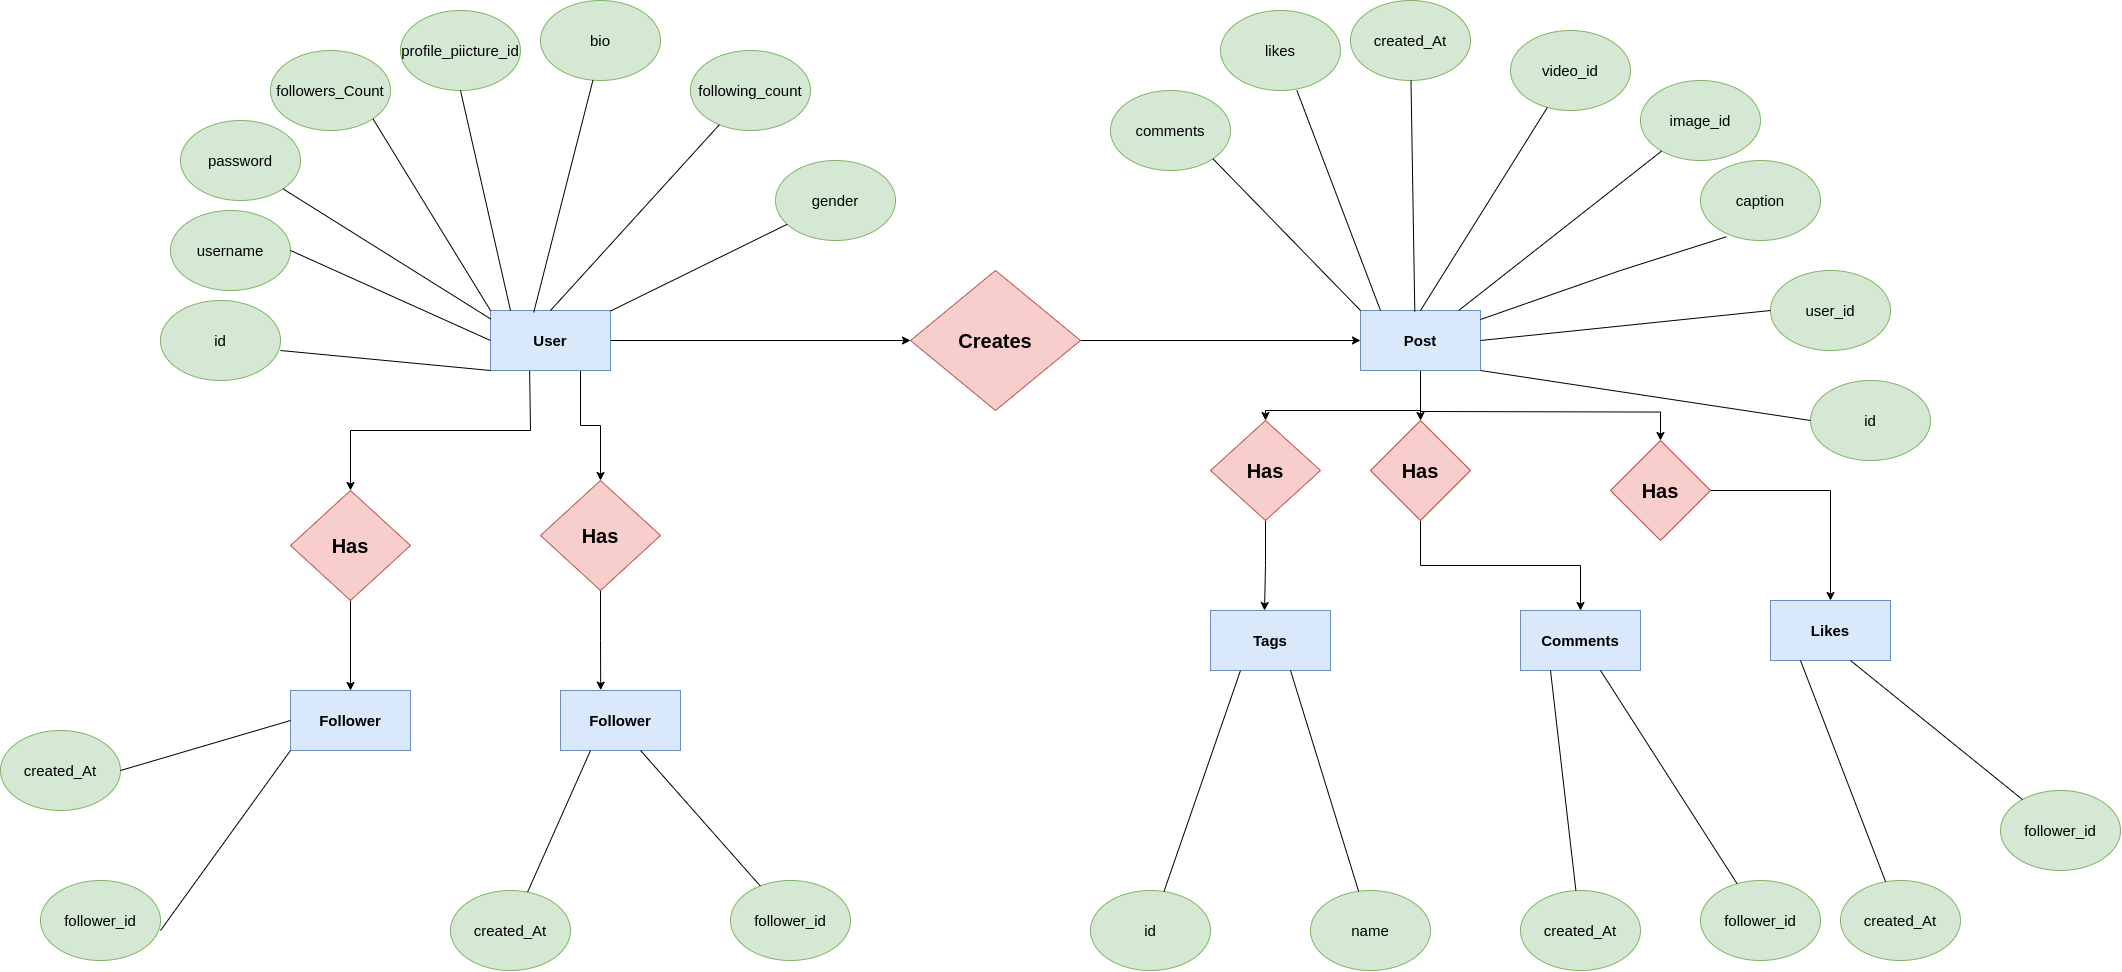 bio
created_At
profile_piicture_id
likes
video_id
followers_Count
following_count
image_id
comments
password
gender
caption
username
user_id
id
User
Creates
Post
id
Has
Has
Has
Has
Has
Tags
Comments
Likes
Follower
Follower
created_At
follower_id
follower_id
created_At
follower_id
id
name
created_At
follower_id
created_At